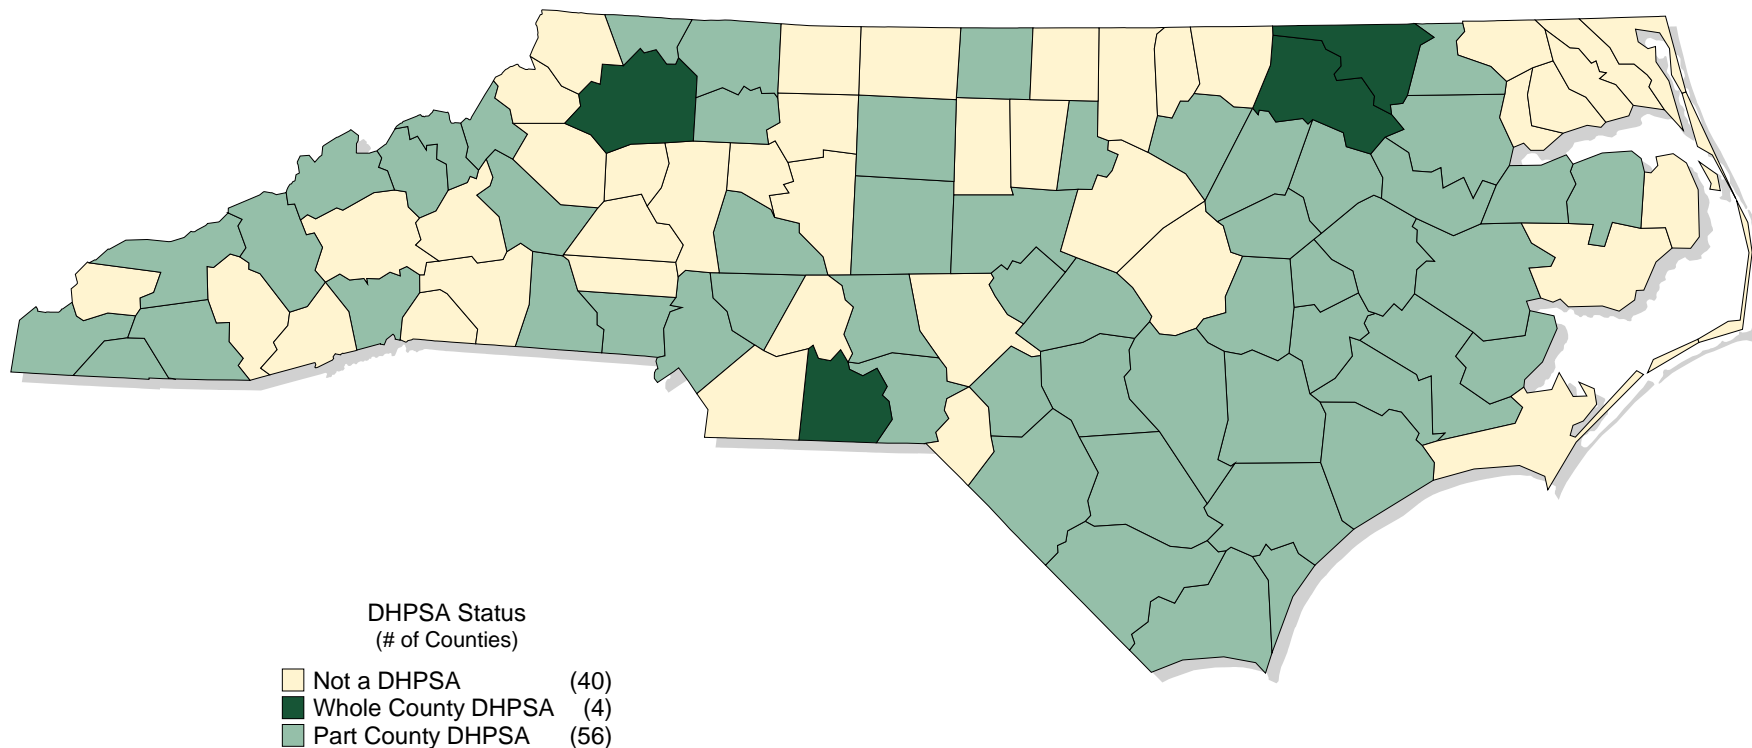 DHPSA Status
(# of Counties)
Not a DHPSA (40)
Whole County DHPSA (4)
Part County DHPSA (56)